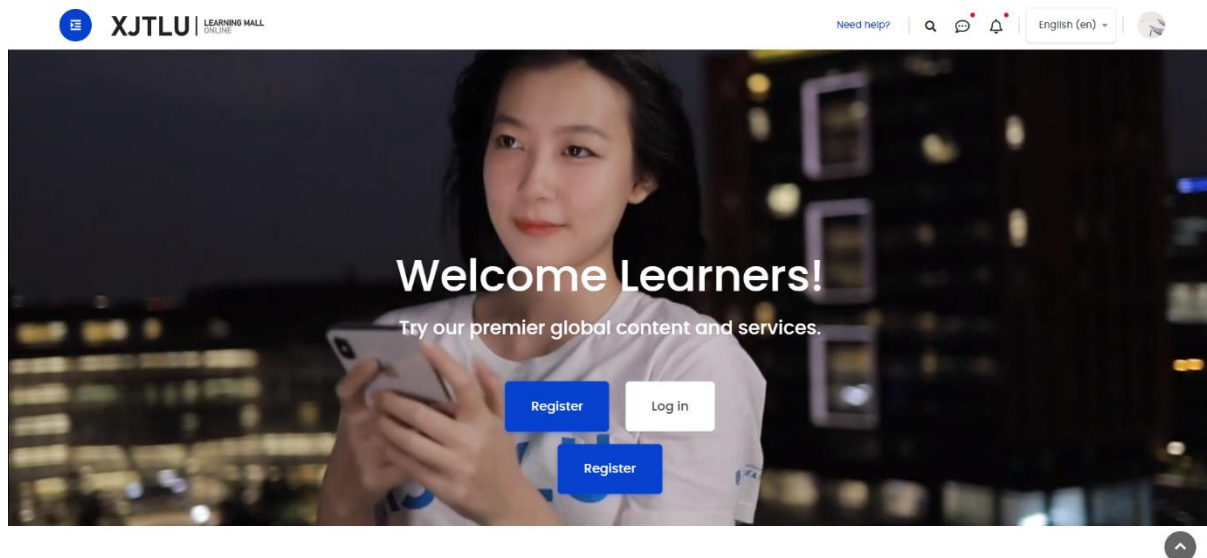 XJTLU LEARNING MALL
ONLINE
Need help?
English (en)
Welcome Learners!
Try our premier global content and services.
Register
Log in
Register